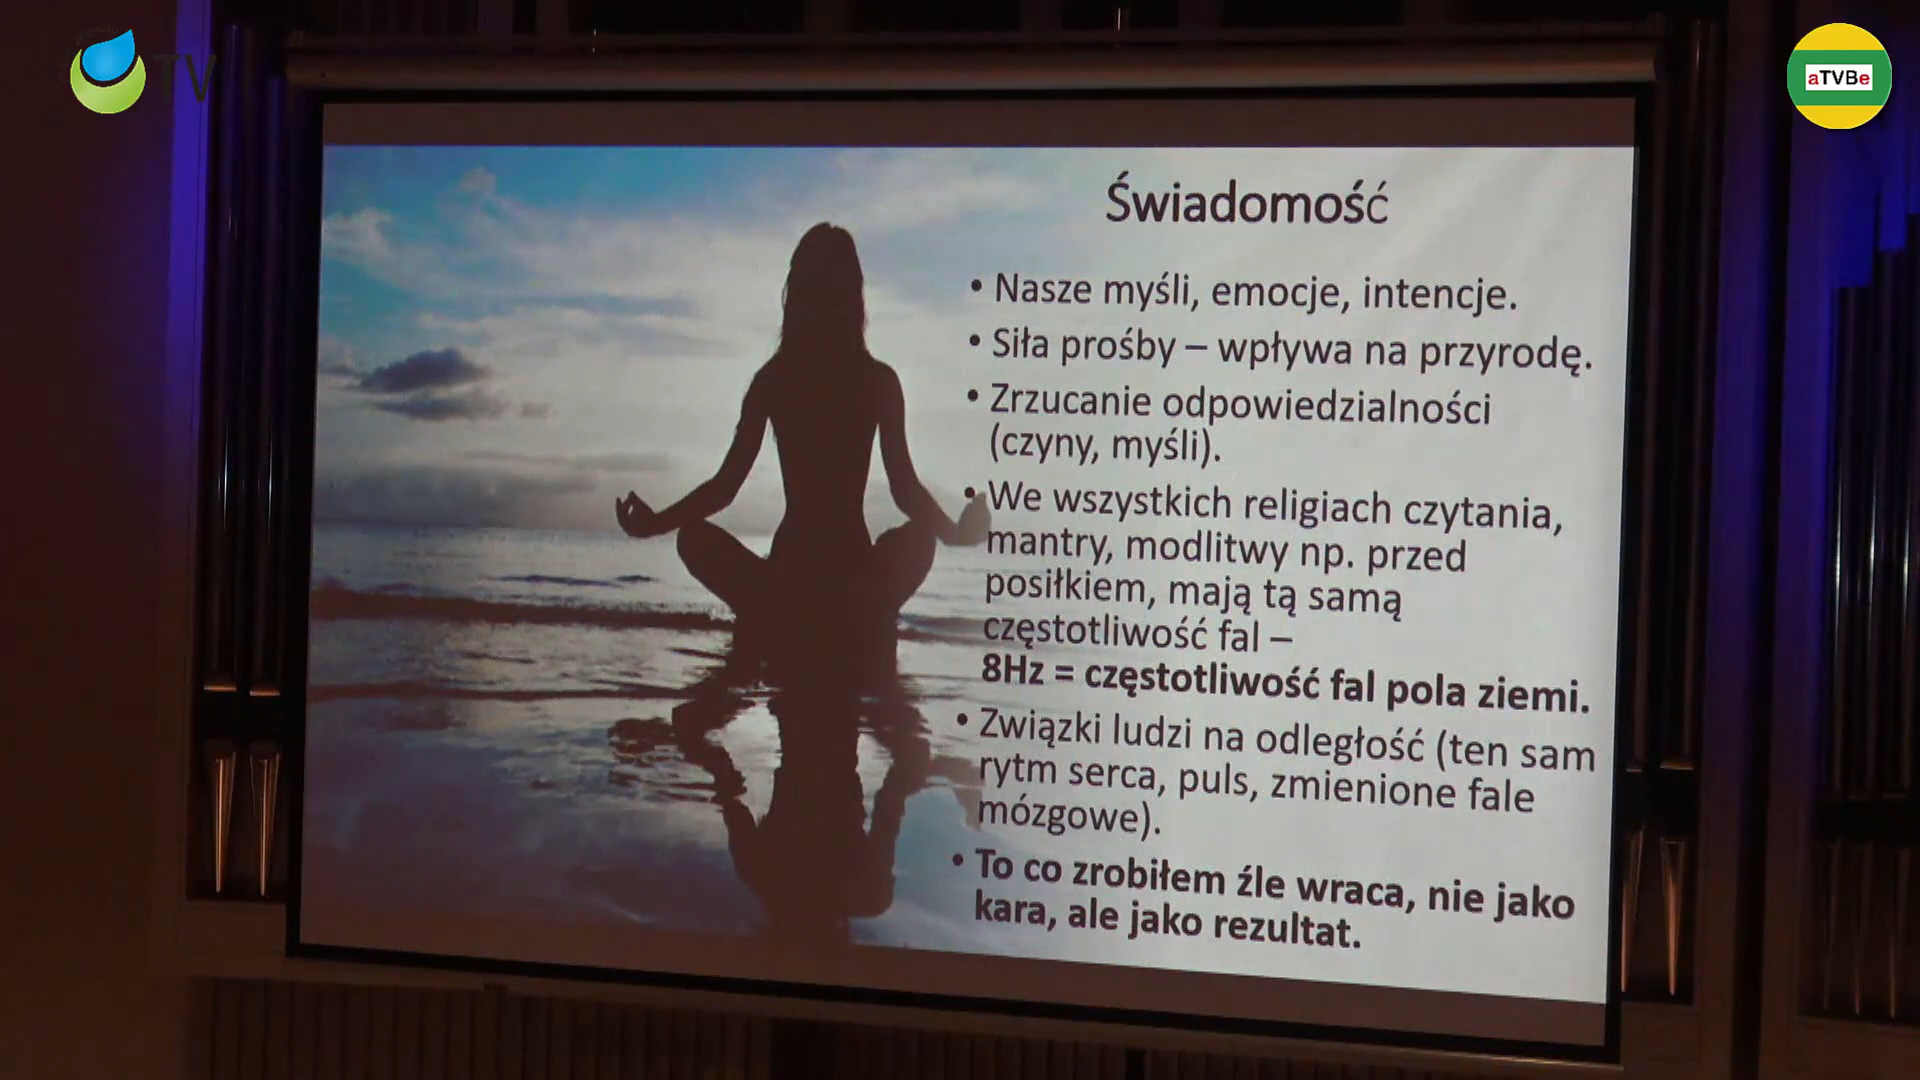 TV
aTVBe
Świadomość
• Nasze myśli, emocje, intencje.
• Siła prośby – wpływa na przyrodę.
• Zrzucanie odpowiedzialności
(czyny, myśli).
• We wszystkich religiach czytania,
mantry, modlitwy np. przed
posiłkiem, mają tą samą
częstotliwość fal –
8Hz = częstotliwość fal pola ziemi.
• Związki ludzi na odległość (ten sam
rytm serca, puls, zmienione fale
mózgowe).
• To co zrobiłem źle wraca, nie jako
kara, ale jako rezultat.